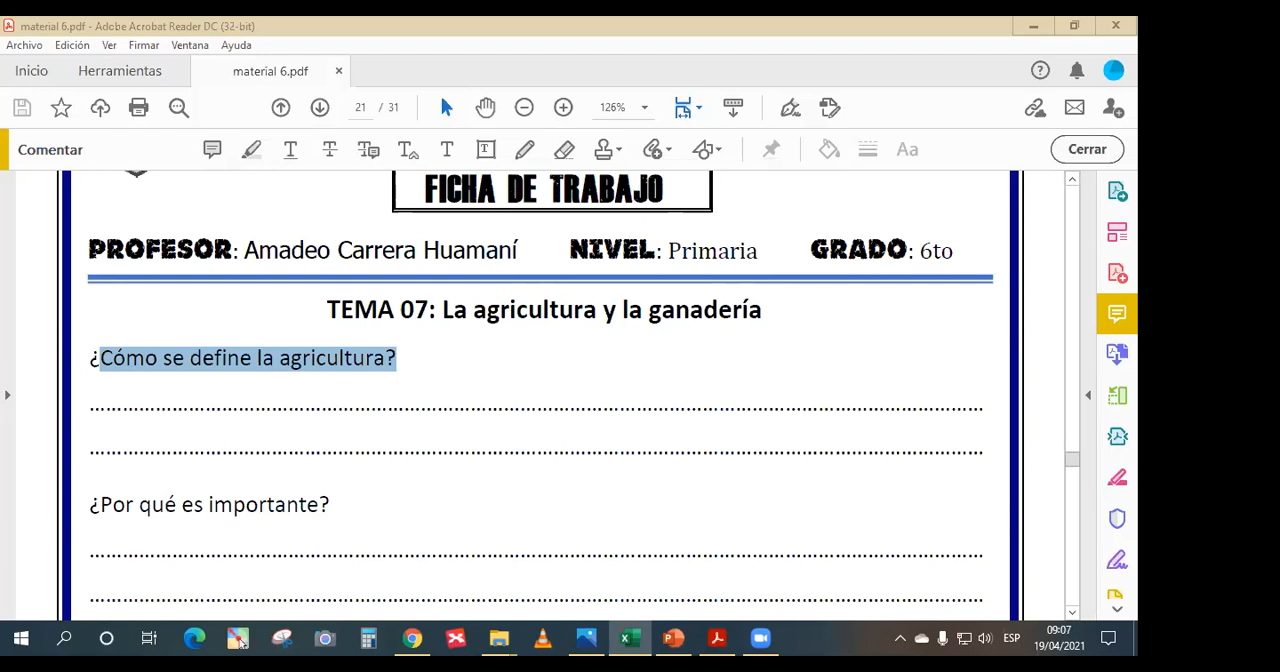 material 6.pdf - Adobe Acrobat Reader DC (32-bit)
Archivo Edición Ver Firmar Ventana Ayuda
Inicio Herramientas material 6.pdf ×
21 / 31 126%
Comentar Aa Cerrar
FICHA DE TRABAJO
PROFESOR: Amadeo Carrera Huamaní NIVEL: Primaria GRADO: 6to
TEMA 07: La agricultura y la ganadería
¿Cómo se define la agricultura?
¿Por qué es importante?
ESP 09:07
19/04/2021